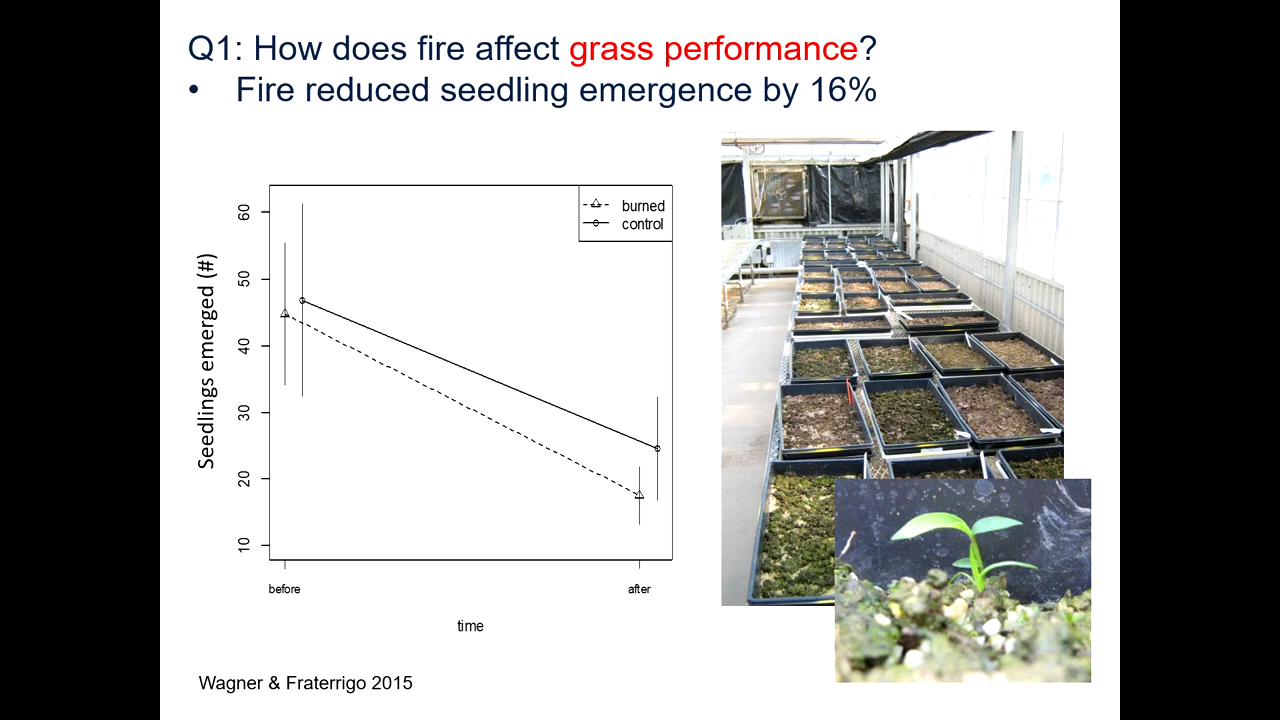 Q1: How does fire affect grass performance?
• Fire reduced seedling emergence by 16%
burned
control
Seedlings emerged (#)
60
50
40
30
20
10
before after
time
Wagner & Fraterrigo 2015